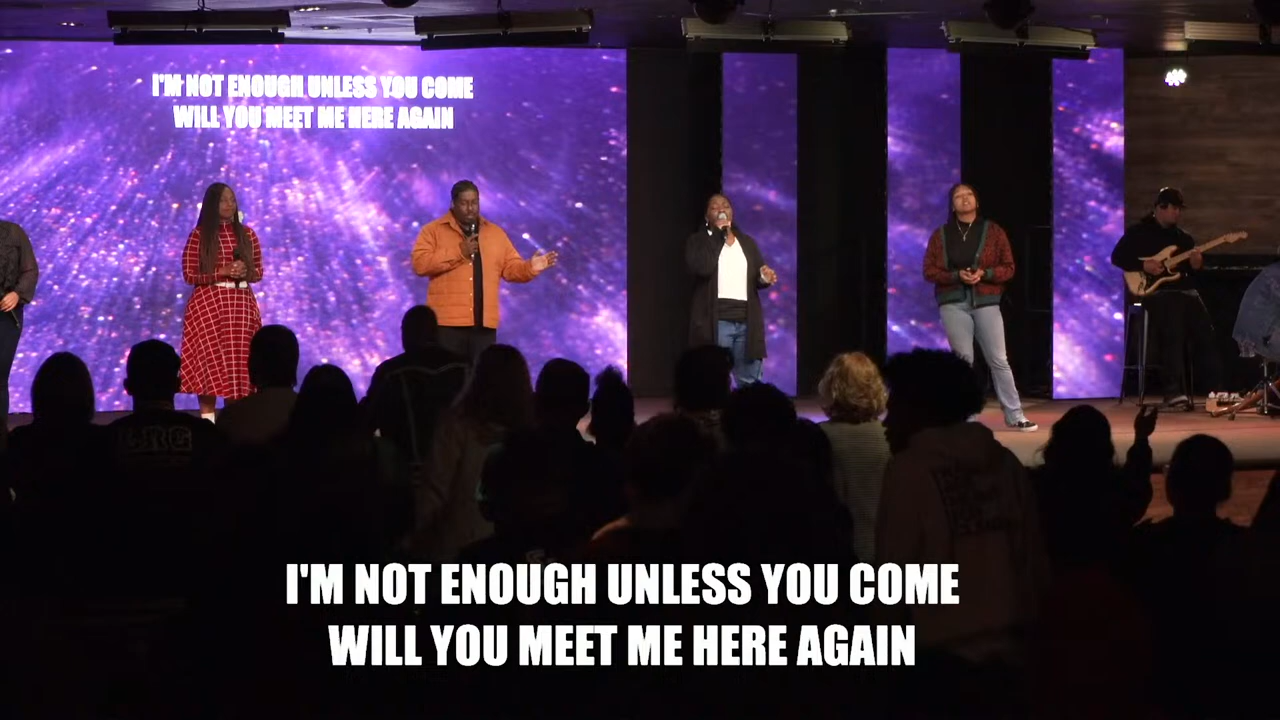 I'M NOT ENOUGH UNLESS YOU COME
WILL YOU MEET ME HERE AGAIN
LRG
I'M NOT ENOUGH UNLESS YOU COME
WILL YOU MEET ME HERE AGAIN